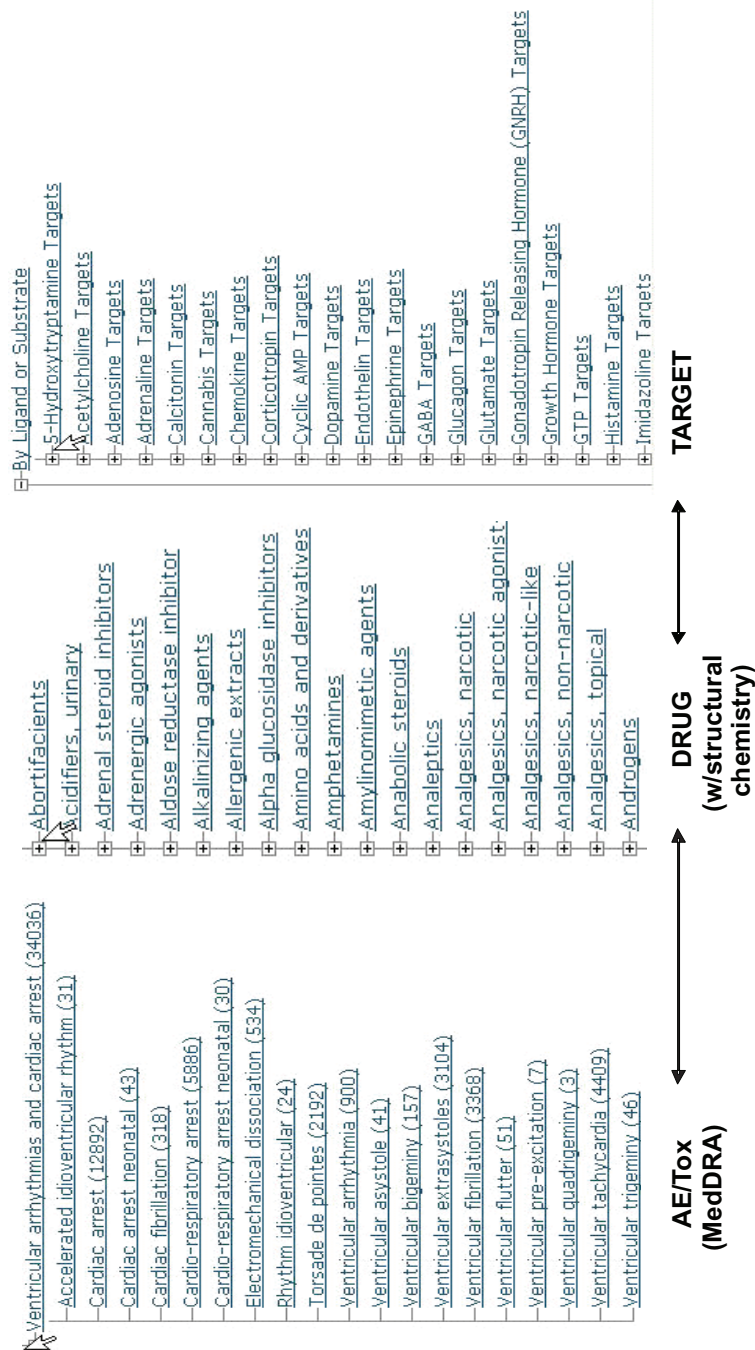 Ventricular arrhythmias and cardiac arrest (34036)
Accelerated idioventricular rhythm (31)
Cardiac arrest (12892)
Cardiac arrest neonatal (43)
Cardiac fibrillation (318)
Cardio-respiratory arrest (5886)
Cardio-respiratory arrest neonatal (30)
Electromechanical dissociation (534)
Rhythm idioventricular (24)
Torsade de pointes (2192)
Ventricular arrhythmia (900)
Ventricular asystole (41)
Ventricular bigeminy (157)
Ventricular extrasystoles (3104)
Ventricular fibrillation (3368)
Ventricular flutter (51)
Ventricular pre-excitation (7)
Ventricular quadrigeminy (3)
Ventricular tachycardia (4409)
Ventricular trigeminy (46)
AE/Tox
(MedDRA)
Abortifacients
cidifiers, urinary
Adrenal steroid inhibitors
Adrenergic agonists
Aldose reductase inhibitor
Alkalinizing agents
Allergenic extracts
Alpha glucosidase inhibitors
Amino acids and derivatives
Amphetamines
Amylinomimetic agents
Anabolic steroids
Analeptics
Analgesics, narcotic
Analgesics, narcotic agonist-
Analgesics, narcotic-like
Analgesics, non-narcotic
Analgesics, topical
Androgens
DRUG
(w/structural
chemistry)
By Ligand or Substrate
5-Hydroxytryptamine Targets
Acetylcholine Targets
Adenosine Targets
Adrenaline Targets
Calcitonin Targets
Cannabis Targets
Chemokine Targets
Corticotropin Targets
Cyclic AMP Targets
Dopamine Targets
Endothelin Targets
Epinephrine Targets
GABA Targets
Glucagon Targets
Glutamate Targets
Gonadotropin Releasing Hormone (GNRH) Targets
Growth Hormone Targets
GTP Targets
Histamine Targets
Imidazoline Targets
TARGET